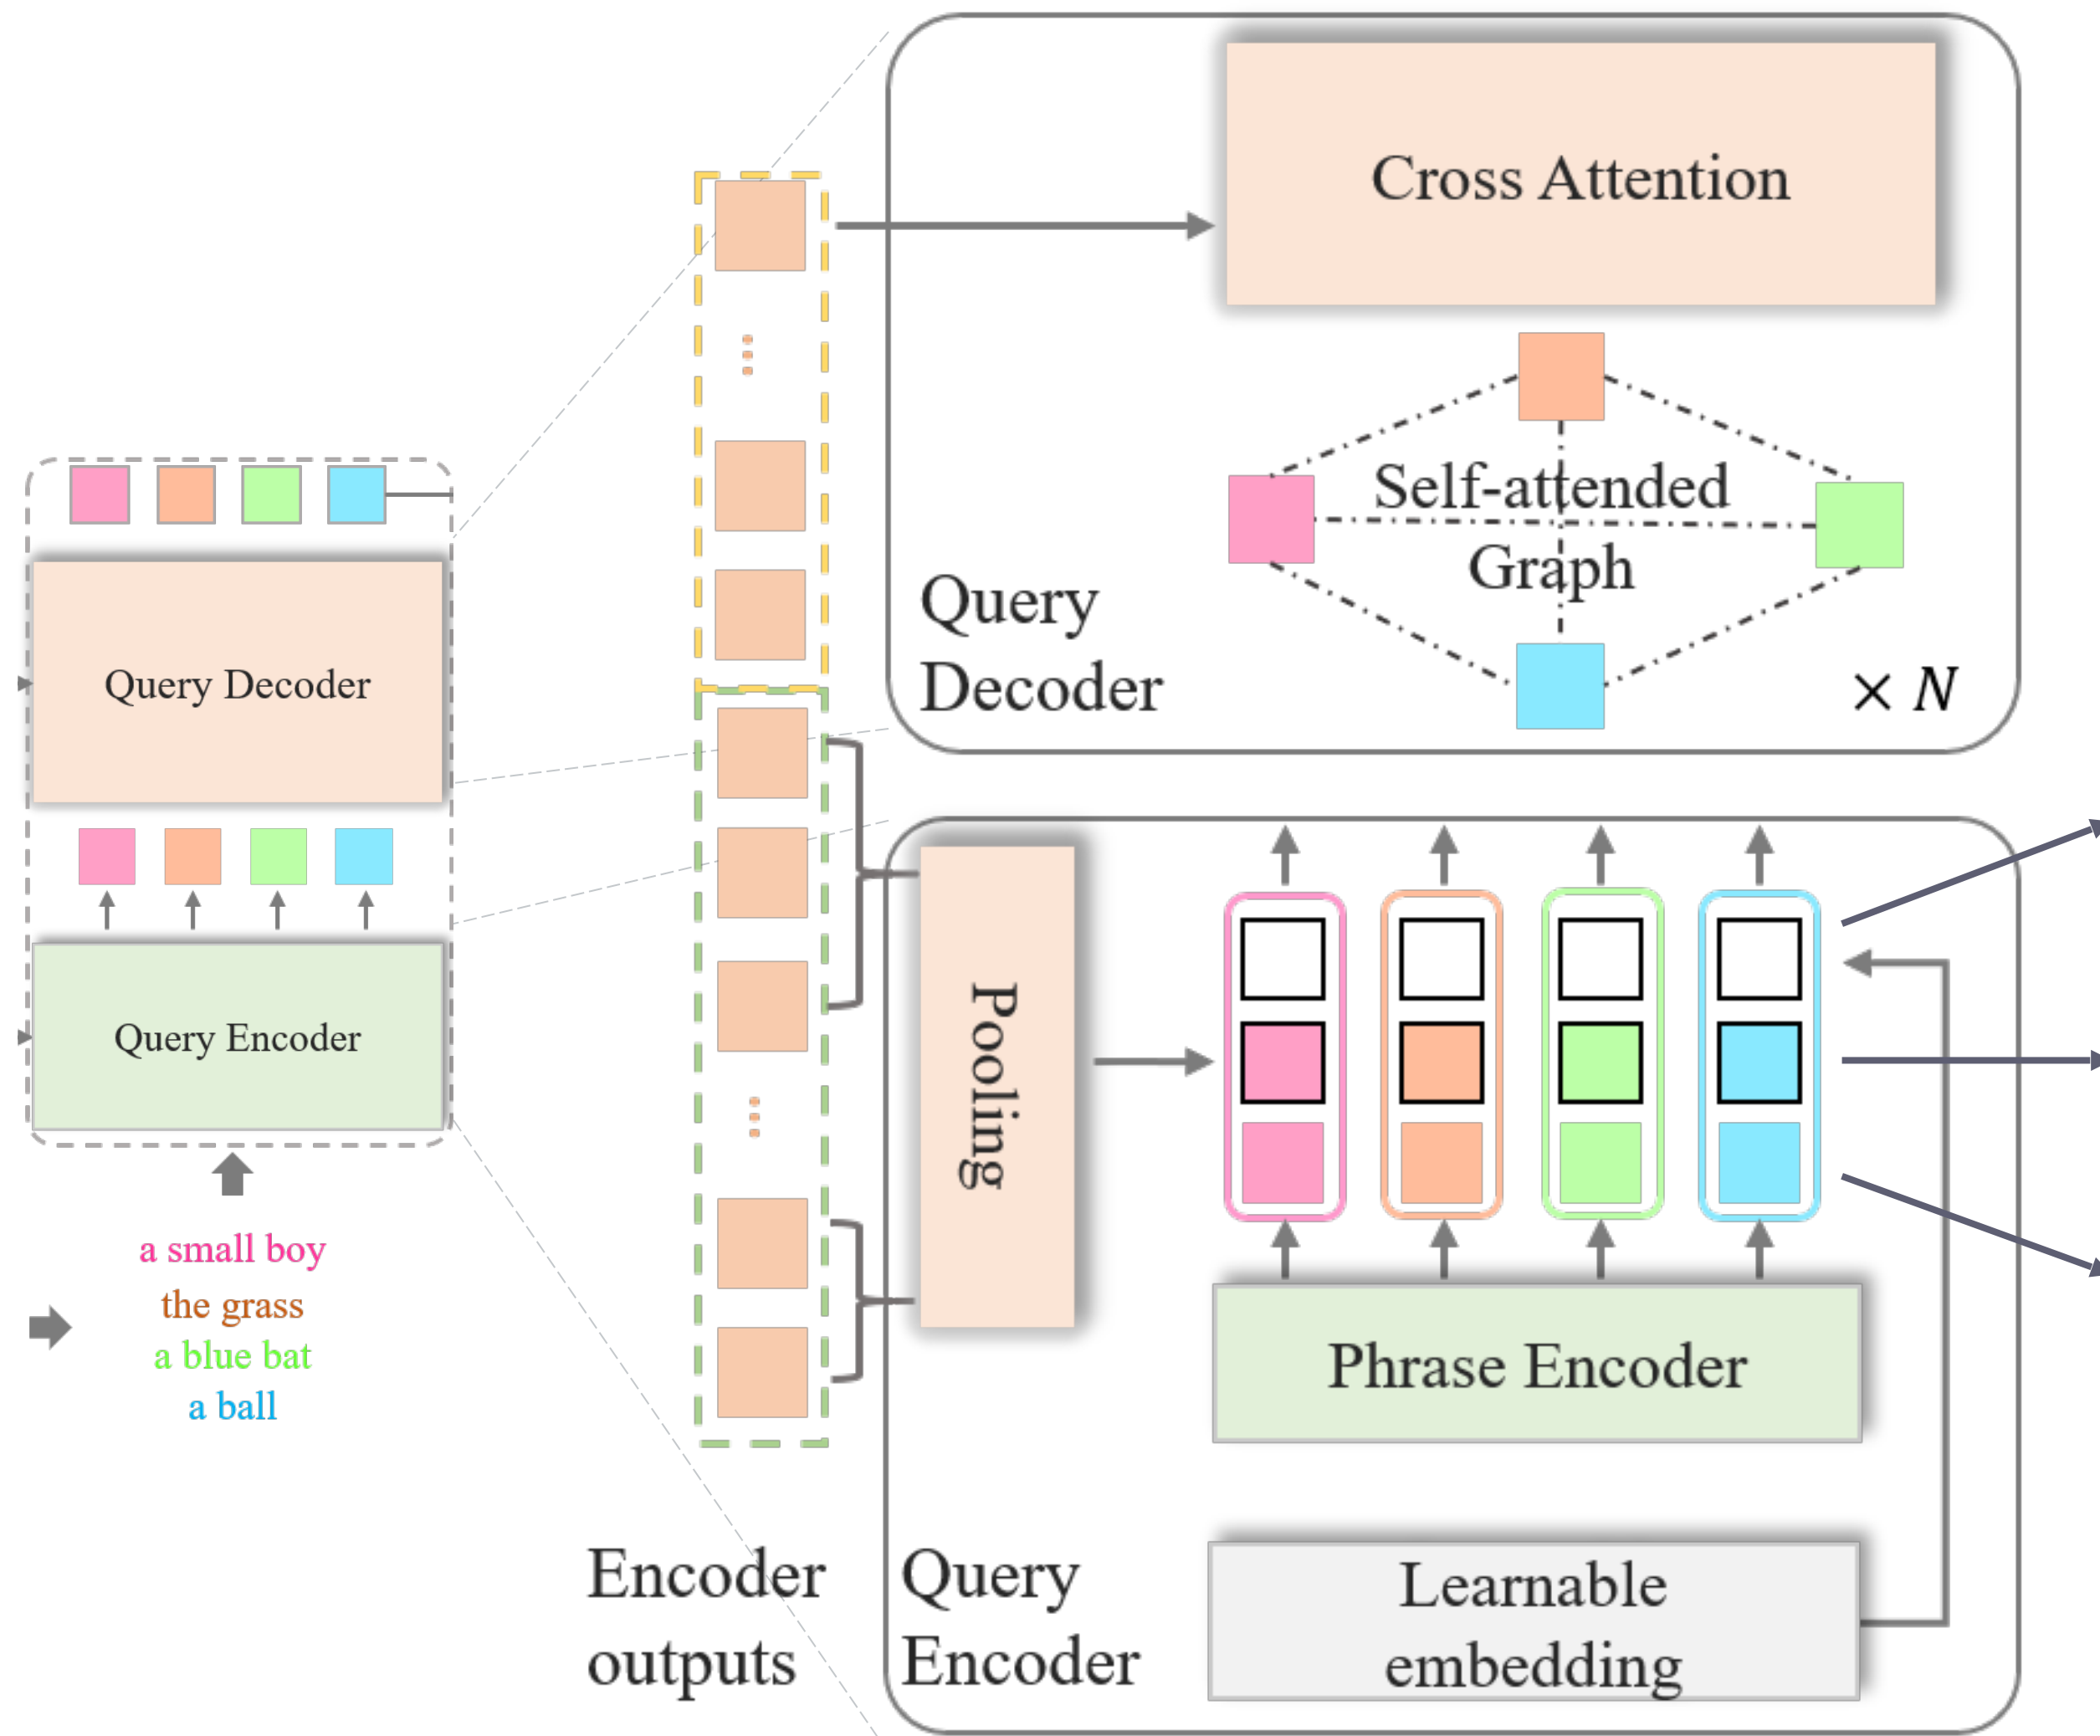 Query Decoder
Query Encoder
a small boy
the grass
a blue bat
a ball
Encoder
outputs
Cross Attention
Self-attended
Graph
Query
Decoder
× N
Pooling
Phrase Encoder
Learnable
embedding
Query
Encoder